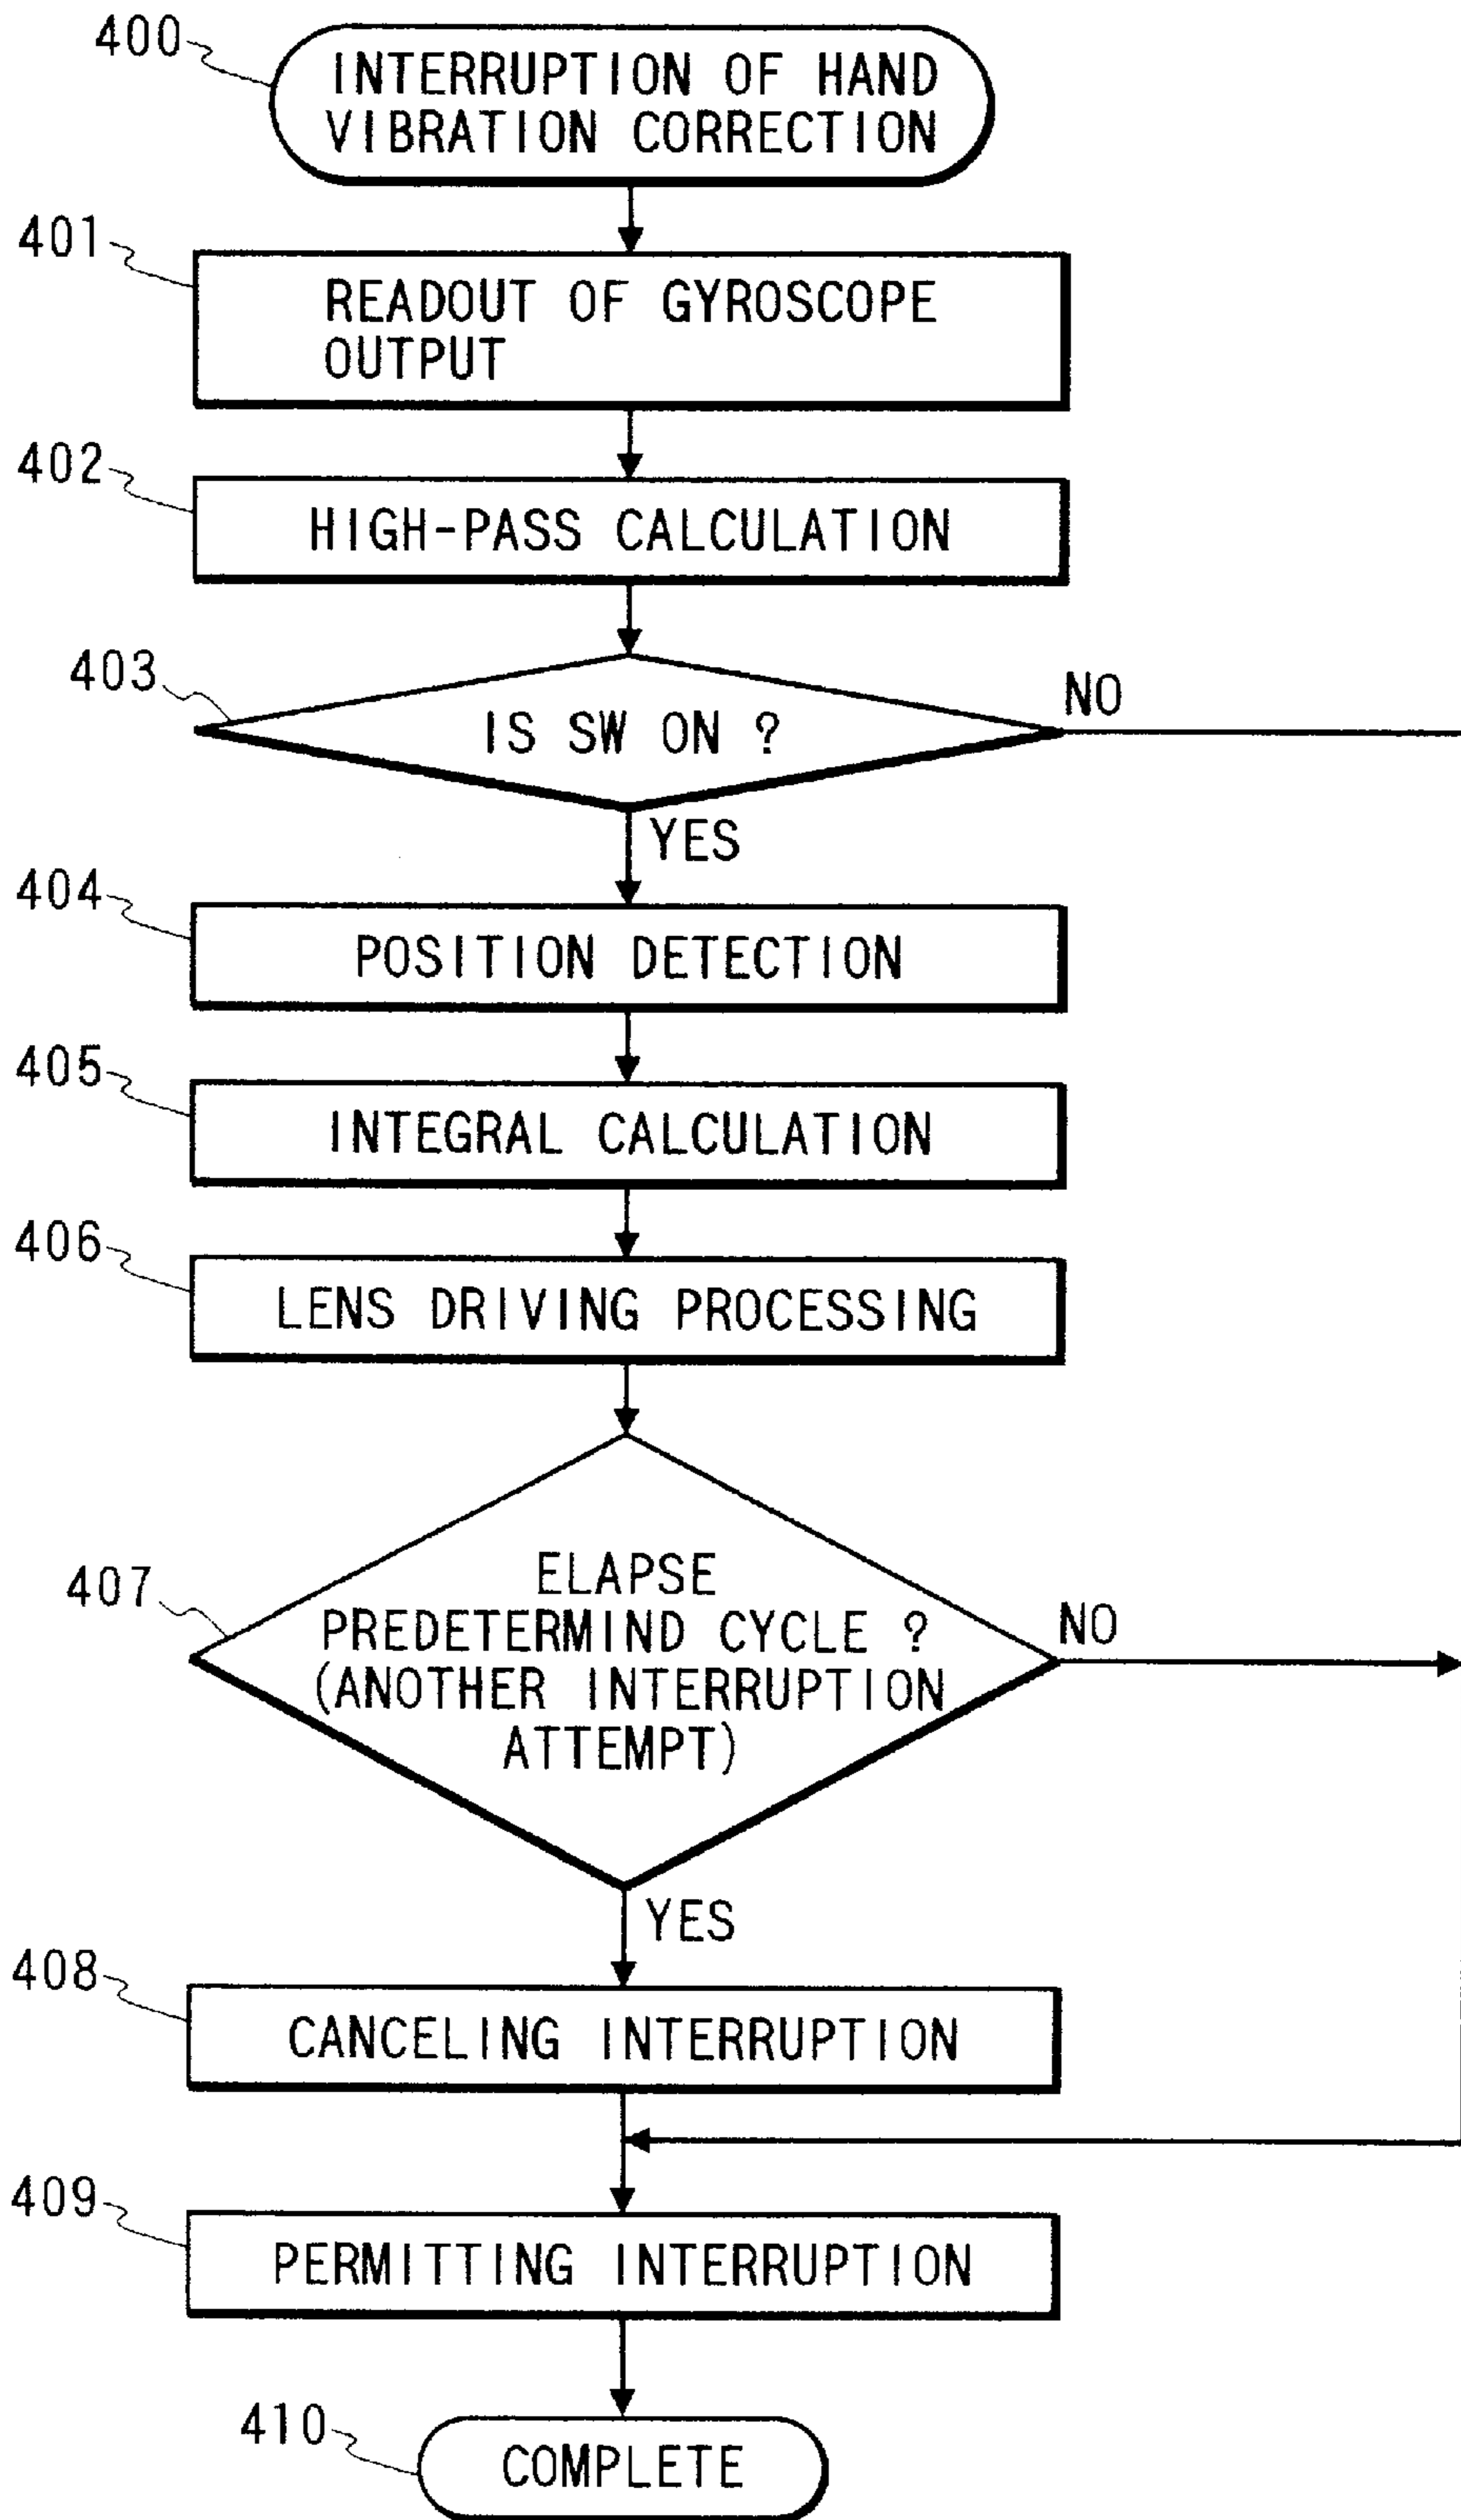 400
INTERRUPTION OF HAND
VIBRATION CORRECTION
401
READOUT OF GYROSCOPE
OUTPUT
402
HIGH-PASS CALCULATION
403
IS SW ON ?
NO
YES
404
POSITION DETECTION
405
INTEGRAL CALCULATION
406
LENS DRIVING PROCESSING
407
ELAPSE
PREDETERMIND CYCLE ?
(ANOTHER INTERRUPTION
ATTEMPT)
NO
YES
408
CANCELING INTERRUPTION
409
PERMITTING INTERRUPTION
410
COMPLETE